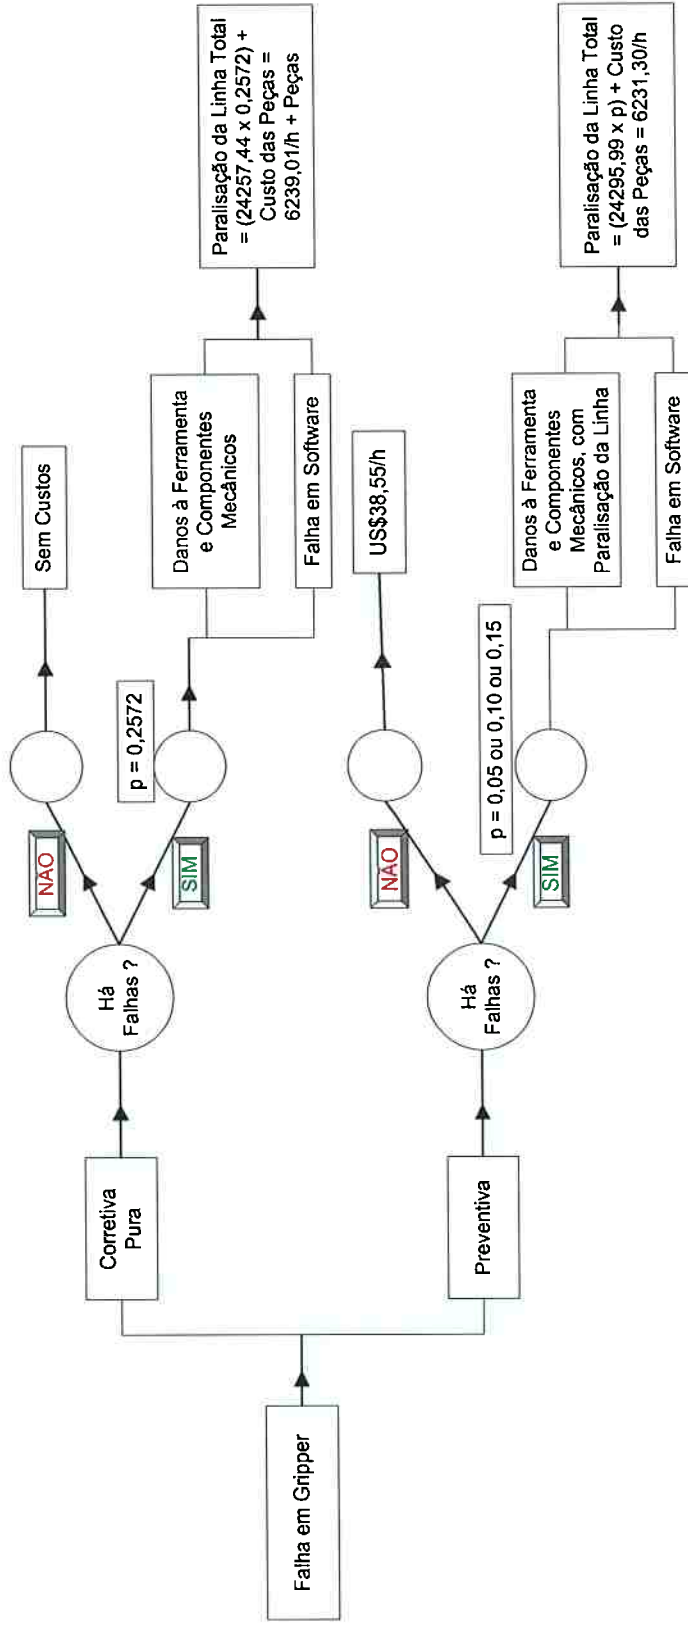 Falha em Gripper
Corretiva
Pura
Há
Falhas ?
NÃO
Sem Custos
SIM
p = 0,2572
Danos à Ferramenta
e Componentes
Mecânicos
Falha em Software
Paralisação da Linha Total
= (24257,44 x 0,2572) +
Custo das Peças =
6239,01/h + Peças
Preventiva
Há
Falhas ?
NÃO
US$38,55/h
SIM
p = 0,05 ou 0,10 ou 0,15
Danos à Ferramenta
e Componentes
Mecânicos, com
Paralisação da Linha
Falha em Software
Paralisação da Linha Total
= (24295,99 x p) + Custo
das Peças = 6231,30/h